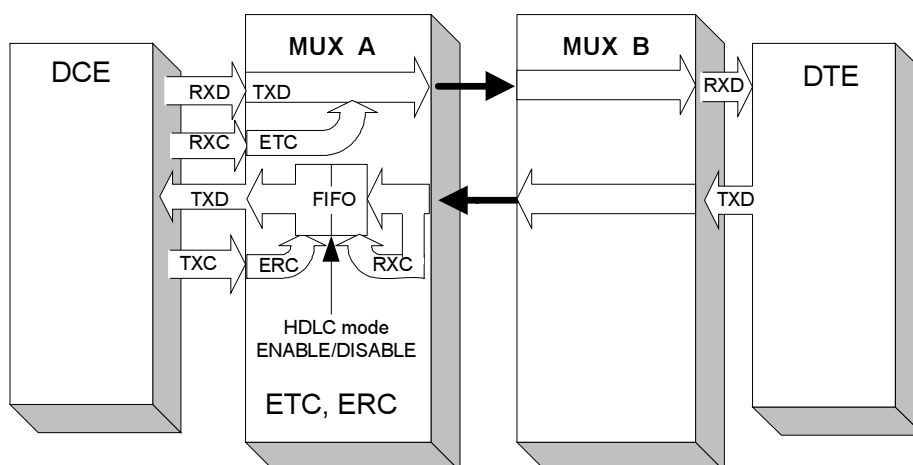 DCE
MUX A
MUX B
DTE
RXD
TXD
RXD
RXC
ETC
TXD
FIFO
TXD
TXC
ERC
RXC
HDLC mode
ENABLE/DISABLE
ETC, ERC